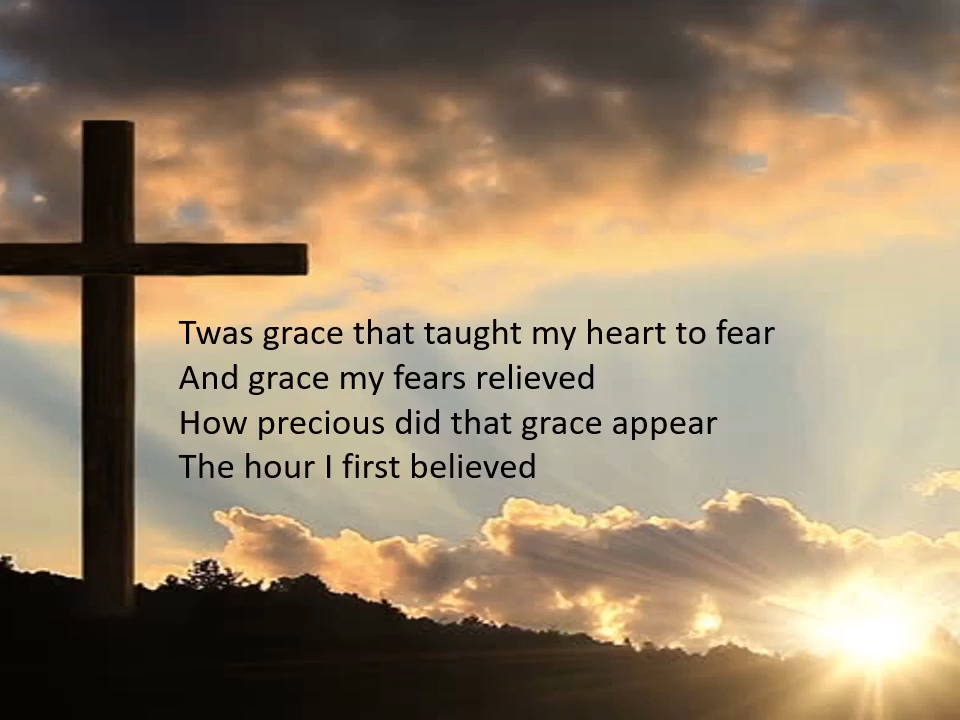 Twas grace that taught my heart to fear
And grace my fears relieved
How precious did that grace appear
The hour I first believed